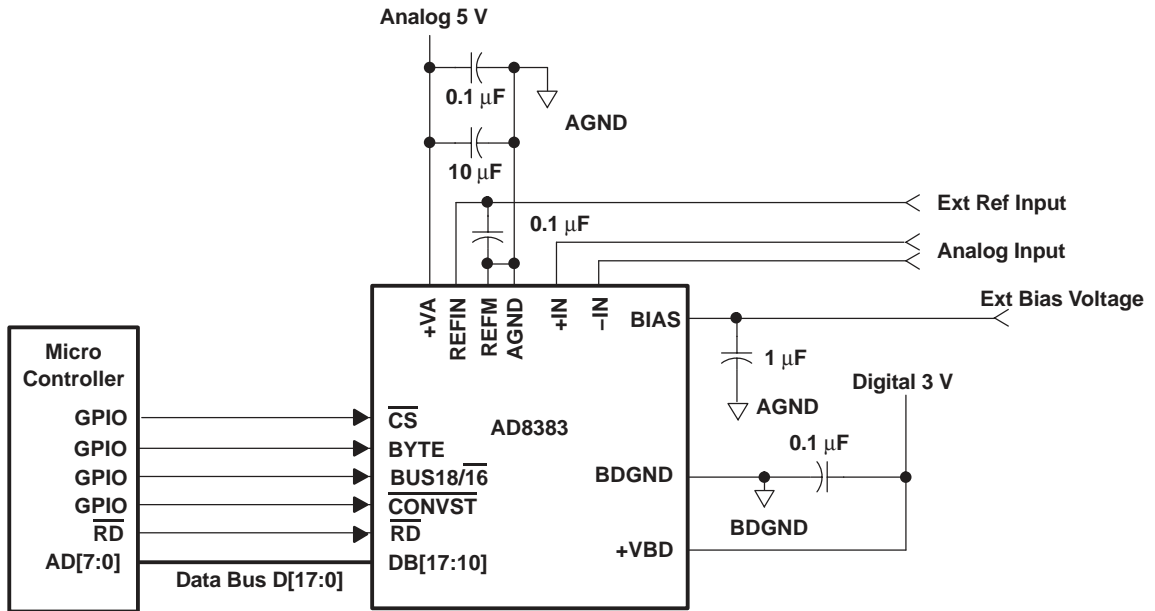 Analog 5 V
0.1 µF
AGND
10 µF
0.1 µF
Ext Ref Input
Analog Input
Ext Bias Voltage
+VA
REFIN
REFM
AGND
+IN
−IN
BIAS
1 µF
AGND
Digital 3 V
0.1 µF
BDGND
BDGND
+VBD
AD8383
Micro
Controller
GPIO
CS
GPIO
BYTE
GPIO
BUS18/16
GPIO
CONVST
RD
RD
AD[7:0]
DB[17:10]
Data Bus D[17:0]